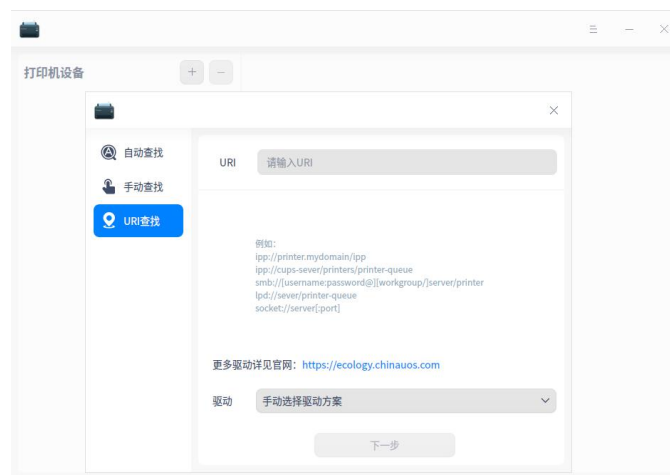 打印机设备
自动查找
手动查找
URI查找
URI 请输入URI
例如：
ipp://printer.mydomain/ipp
ipp://cups-sever/printers/printer-queue
smb://[username:password@][workgroup/]server/printer
lpd://sever/printer-queue
socket://server[:port]
更多驱动详见官网：https://ecology.chinauos.com
驱动 手动选择驱动方案
下一步